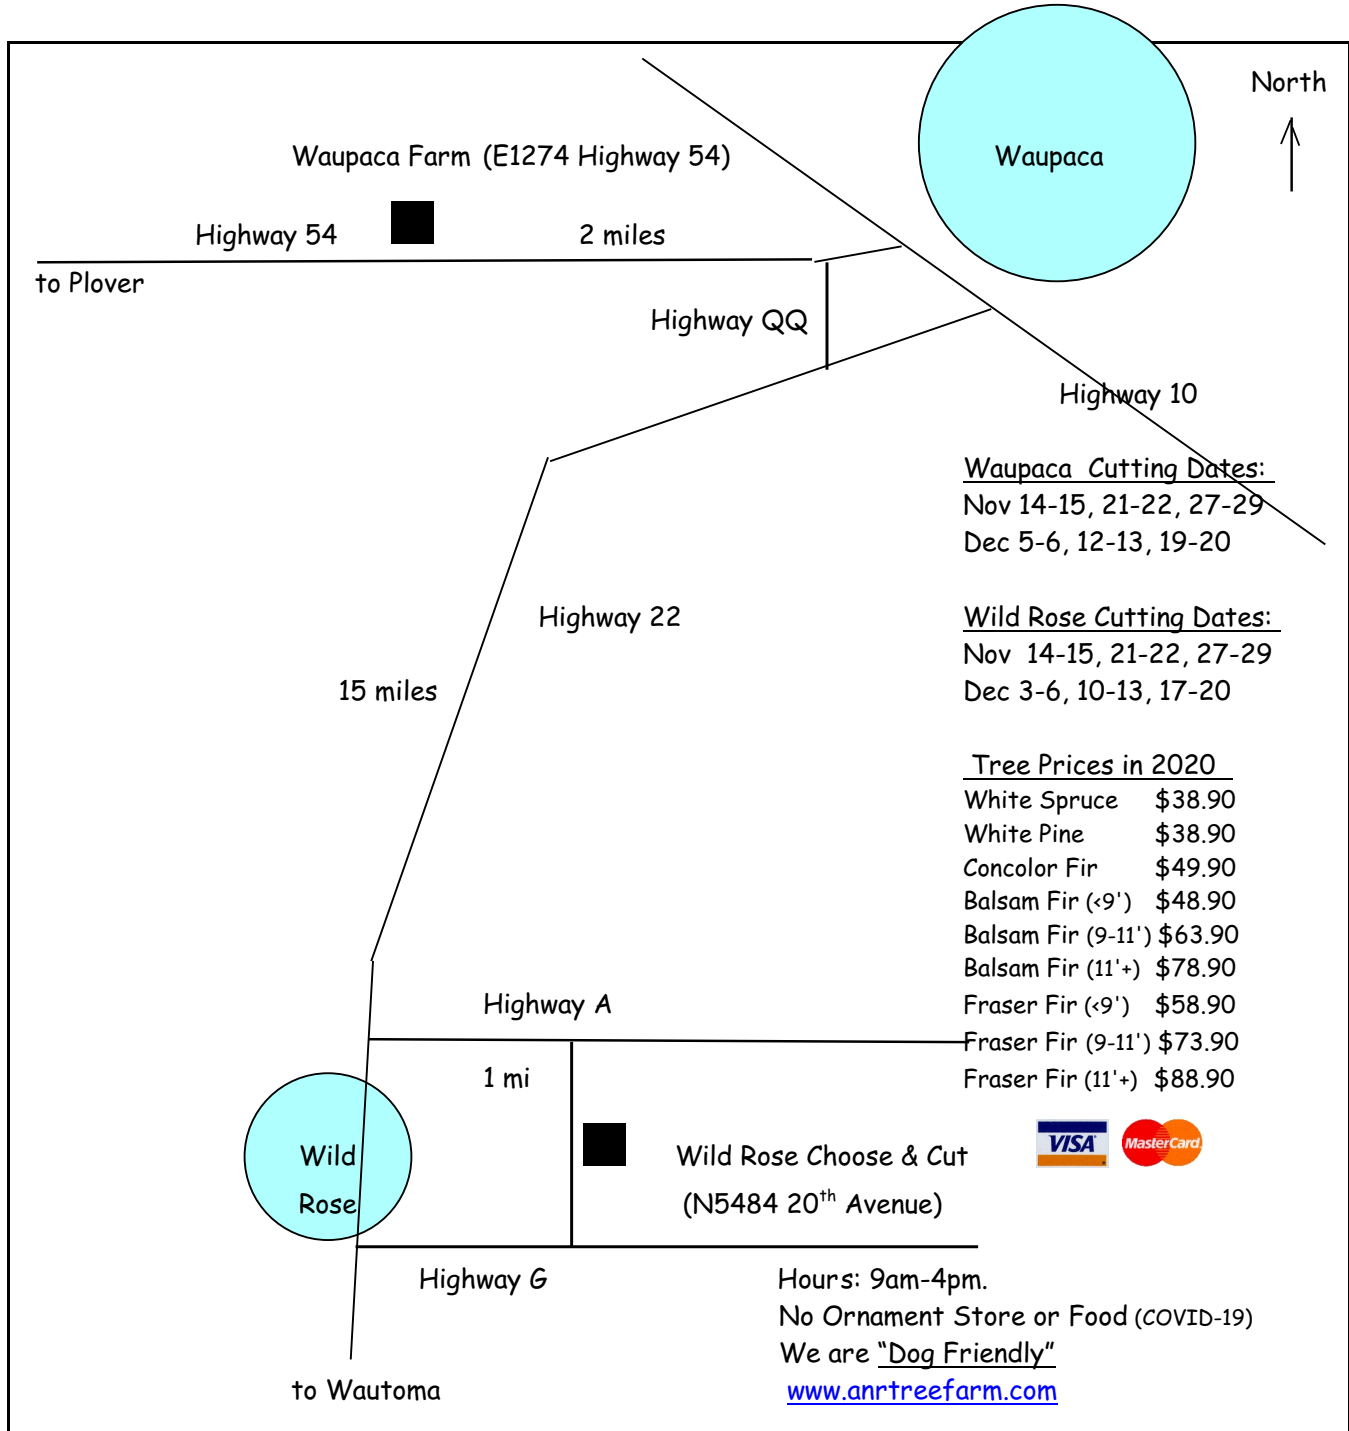 North
Waupaca
Waupaca Farm (E1274 Highway 54)
Highway 54
2 miles
to Plover
Highway QQ
Highway 10
Waupaca Cutting Dates:
Nov 14-15, 21-22, 27-29
Dec 5-6, 12-13, 19-20
Highway 22
15 miles
Wild Rose Cutting Dates:
Nov 14-15, 21-22, 27-29
Dec 3-6, 10-13, 17-20
Tree Prices in 2020
White Spruce $38.90
White Pine $38.90
Concolor Fir $49.90
Balsam Fir (<9') $48.90
Balsam Fir (9-11') $63.90
Balsam Fir (11'+) $78.90
Fraser Fir (<9') $58.90
Fraser Fir (9-11') $73.90
Fraser Fir (11'+) $88.90
VISA MasterCard
Highway A
1 mi
Wild
Rose
Wild Rose Choose & Cut
(N5484 20th Avenue)
Highway G
to Wautoma
Hours: 9am-4pm.
No Ornament Store or Food (COVID-19)
We are “Dog Friendly”
www.anrtreefarm.com